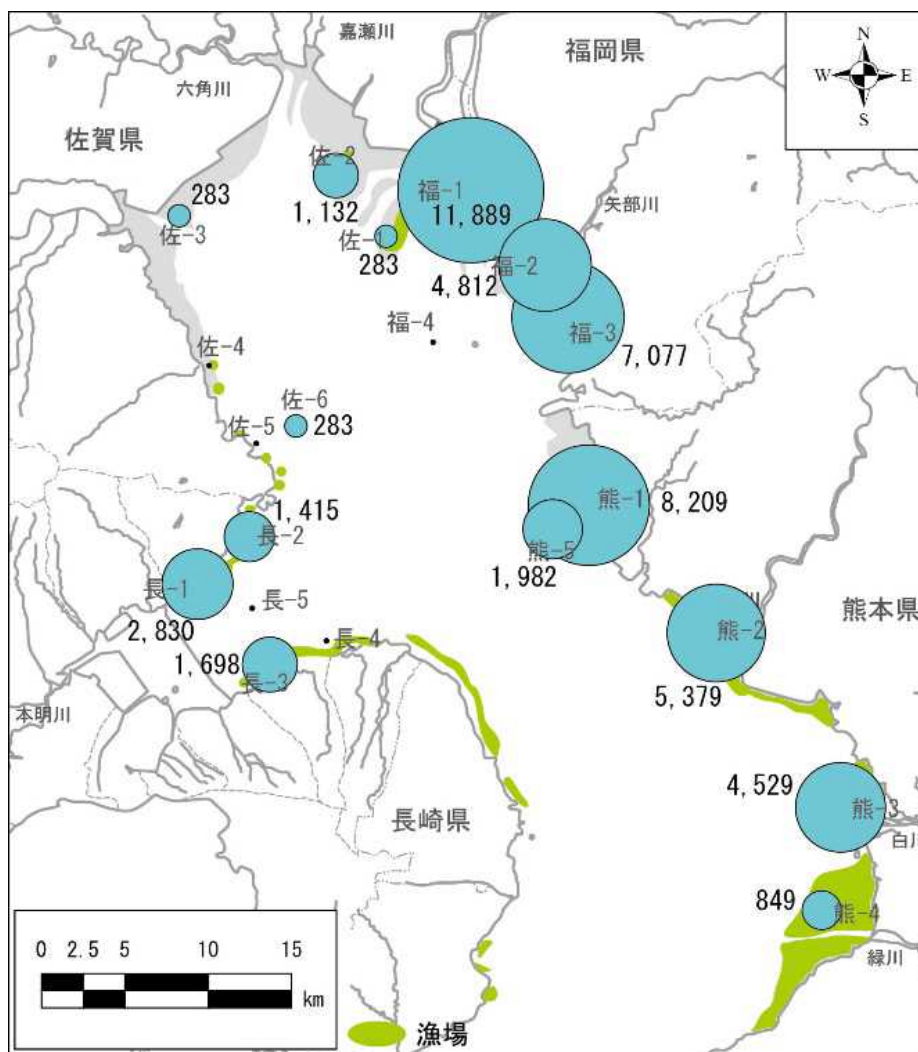 嘉瀬川
福岡県
N
W E
S
六角川
佐賀県
佐-2
283
1,132
佐-3
福-1
11,889
矢部川
佐-1
283
福-2
4,812
福-4
福-3
7,077
佐-4
佐-6
佐-5
283
1,415
長-2
熊-1
8,209
熊-5
1,982
長-1
2,830
長-5
川
熊本県
熊-2
長-4
1,698
長-3
5,379
本明川
4,529
熊-3
長崎県
白川
849
熊-4
緑川
0 2.5 5 10 15
km
漁場